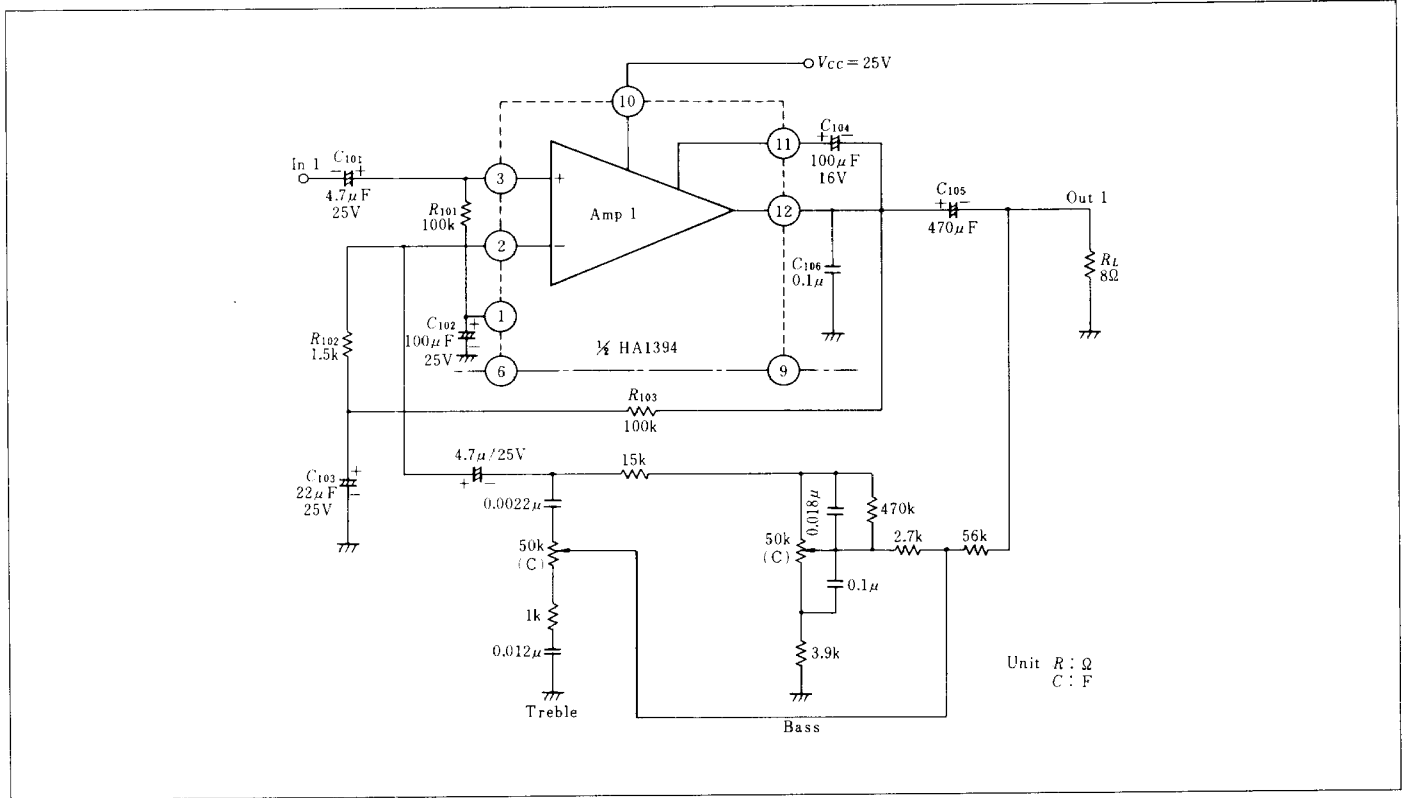 VCC = 25V
10
11
C104
+ −
100μF
16V
In 1
C101
− +
4.7μF
25V
3
+
R101
100k
Amp 1
12
C105
+ −
470μF
Out 1
2
−
C106
0.1μ
RL
8Ω
1
C102
+
100μF
−
25V
R102
1.5k
½ HA1394
6
9
R103
100k
C103
+
22μF
−
25V
4.7μ/25V
+ −
15k
0.0022μ
0.018μ
470k
50k
(C)
50k
(C)
2.7k
56k
0.1μ
1k
0.012μ
3.9k
Treble
Bass
Unit R : Ω
C : F